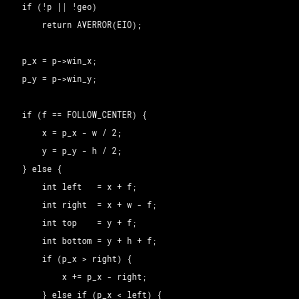 if (!p || !geo)
return AVERROR(EIO);
p_x = p->win_x;
p_y = p->win_y;
if (f == FOLLOW_CENTER) {
x = p_x - w / 2;
y = p_y - h / 2;
} else {
int left   = x + f;
int right  = x + w - f;
int top    = y + f;
int bottom = y + h + f;
if (p_x > right) {
x += p_x - right;
} else if (p_x < left) {